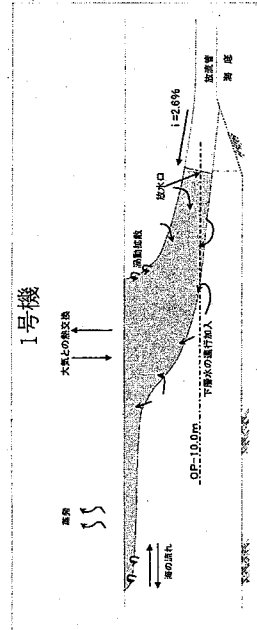 1号機
蒸発
大気との熱交換
渦動拡散
放水口
i=2.6%
放流管
海底
海の流れ
OP-10.0m
下層水の連行加入